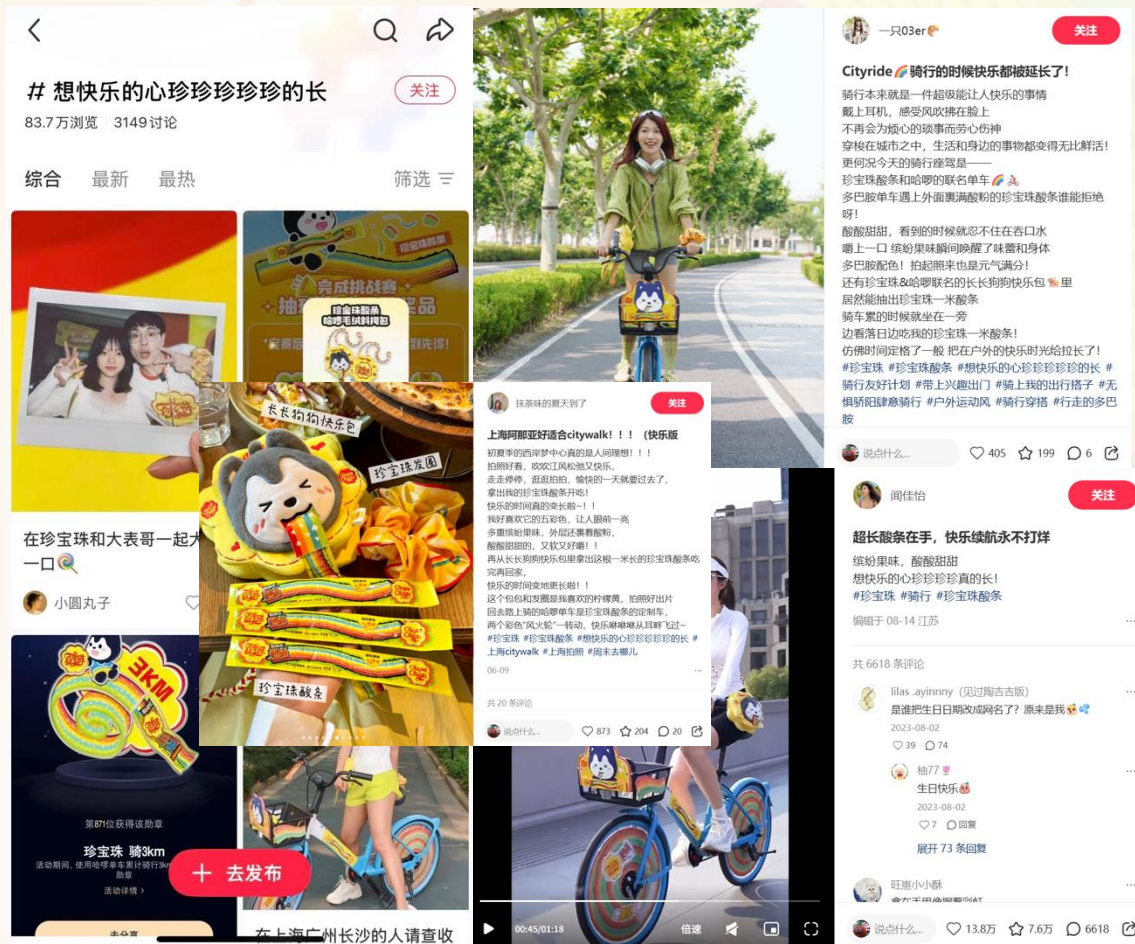 # 想快乐的心珍珍珍珍珍的长
关注
83.7万浏览 3149讨论
综合 最新 最热 筛选
珍宝珠酸条
完成挑战赛
珍宝珠酸条
哈啰毛绒斜挎包
在珍宝珠和大表哥一起大
一口🍭
小圆丸子
3KM
第871位获得该勋章
珍宝珠 骑3km
活动期间，使用哈啰单车累计骑行3km
勋章
活动详情 >
去分享
+ 去发布
在上海广州长沙的人请查收
长长狗狗快乐包
珍宝珠发圈
珍宝珠酸条
一只03er🥐
关注
Cityride🌈骑行的时候快乐都被延长了！
骑行本来就是一件超级能让人快乐的事情
戴上耳机，感受风吹拂在脸上
不再会为烦心的琐事而劳心伤神
穿梭在城市之中，生活和身边的事物都变得无比鲜活！
更何况今天的骑行座驾是——
珍宝珠酸条和哈啰的联名单车🌈🚴
多巴胺单车遇上外面裹满酸粉的珍宝珠酸条谁能拒绝
呀！
酸酸甜甜，看到的时候就忍不住在吞口水
嚼上一口 缤纷果味瞬间唤醒了味蕾和身体
多巴胺配色！拍起照来也是元气满分！
还有珍宝珠&哈啰联名的长长狗狗快乐包🐕里
居然能抽出珍宝珠一米酸条
骑车累的时候就坐在一旁
边看落日边吃我的珍宝珠一米酸条！
仿佛时间定格了一般 把在户外的快乐时光给拉长了！
#珍宝珠 #珍宝珠酸条 #想快乐的心珍珍珍珍珍的长 #
骑行友好计划 #带上兴趣出门 #骑上我的出行搭子 #无
惧骄阳肆意骑行 #户外运动风 #骑行穿搭 #行走的多巴
胺
说点什么... 405 199 6
抹茶味的夏天到了
关注
上海阿那亚好适合citywalk！！！（快乐版
初夏季的西岸梦中心真的是人间理想！！！
拍照好看，吹吹江风松弛又快乐，
走走停停，逛逛拍拍，愉快的一天就要过去了，
拿出我的珍宝珠酸条开吃！
快乐的时间真的变长啦~！！
我好喜欢它的五彩色，让人眼前一亮
多重缤纷果味，外层还裹着酸粉，
酸酸甜甜的，又软又好嚼！！
再从长长狗狗快乐包里拿出这根一米长的珍宝珠酸条吃
完再回家，
快乐的时间变地更长啦！！
这个包包和发圈是我喜欢的柠檬黄，拍照好出片
回去路上骑的哈啰单车是珍宝珠酸条的定制车，
两个彩色“风火轮”一转动，快乐咻咻咻从耳畔飞过~
#珍宝珠 #珍宝珠酸条 #想快乐的心珍珍珍珍珍的长 #
上海citywalk #上海拍照 #周末去哪儿
06-09
共 20 条评论
说点什么... 873 204 20
00:45/01:18 倍速
闻佳怡
关注
超长酸条在手，快乐续航永不打烊
缤纷果味，酸酸甜甜
想快乐的心珍珍珍珍真的长！
#珍宝珠 #骑行 #珍宝珠酸条
编辑于 08-14 江苏
共 6618 条评论
lilas .ayinnny（见过陶吉吉版）
是谁把生日日期改成网名了？原来是我🥳💦
2023-08-02
39 74
柚77🌷
生日快乐🎂
2023-08-02
7 回复
展开 73 条回复
旺崽小小酥
说点什么... 13.8万 7.6万 6618